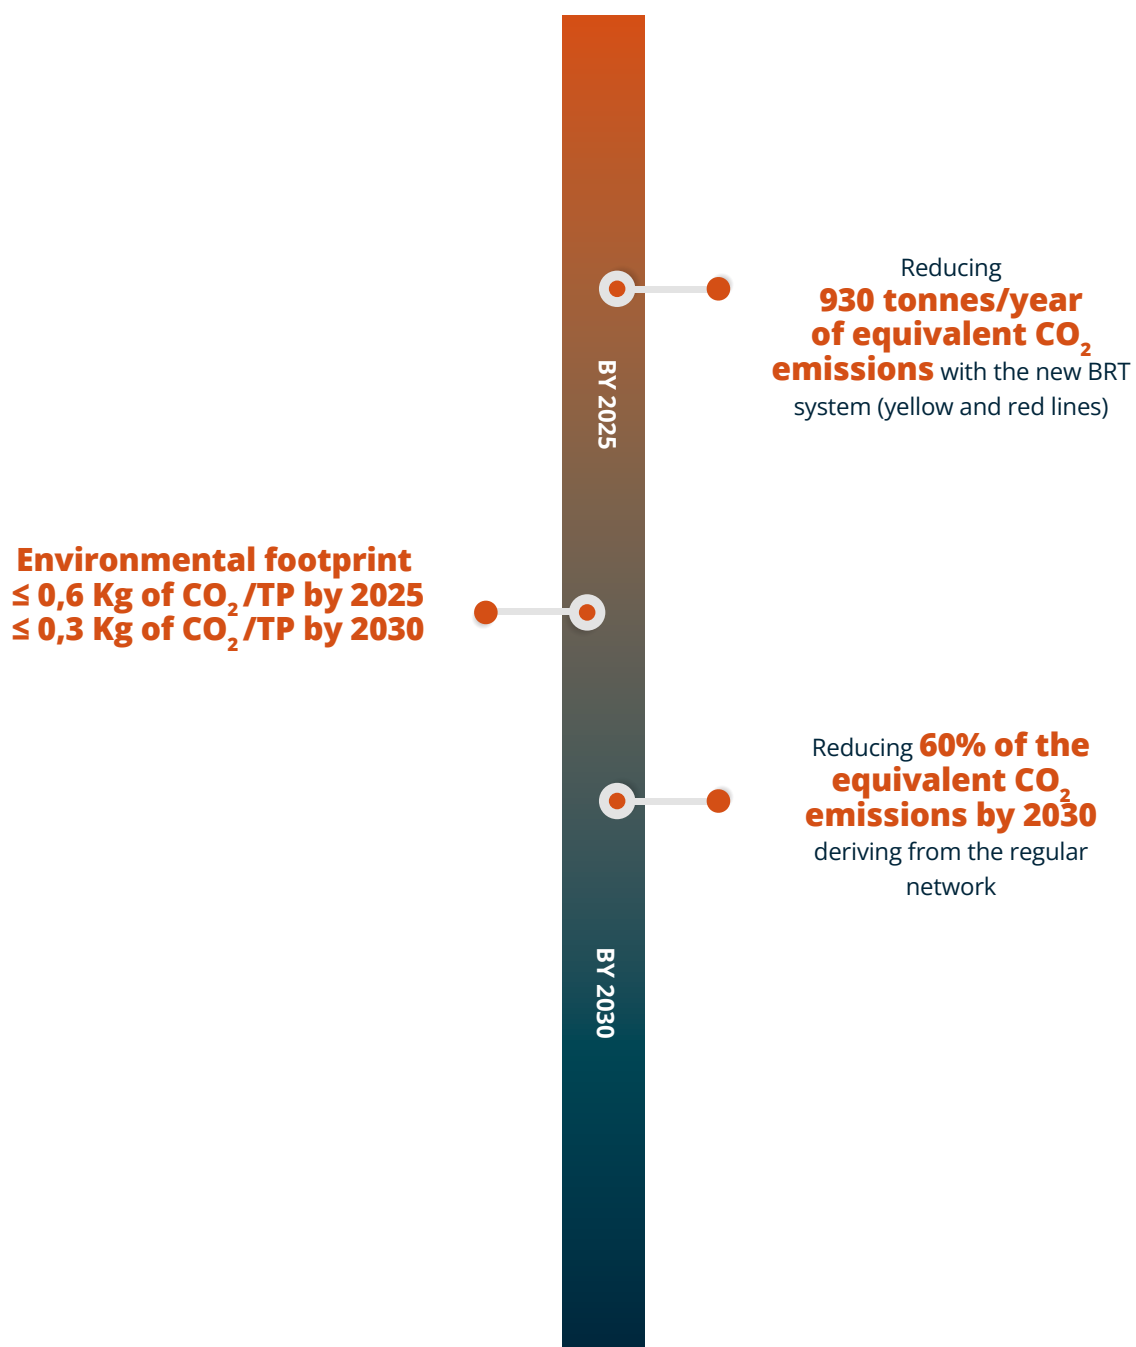 Reducing
930 tonnes/year
of equivalent CO₂
emissions with the new BRT
system (yellow and red lines)
BY 2025
Environmental footprint
≤ 0,6 Kg of CO₂/TP by 2025
≤ 0,3 Kg of CO₂/TP by 2030
Reducing 60% of the
equivalent CO₂
emissions by 2030
deriving from the regular
network
BY 2030